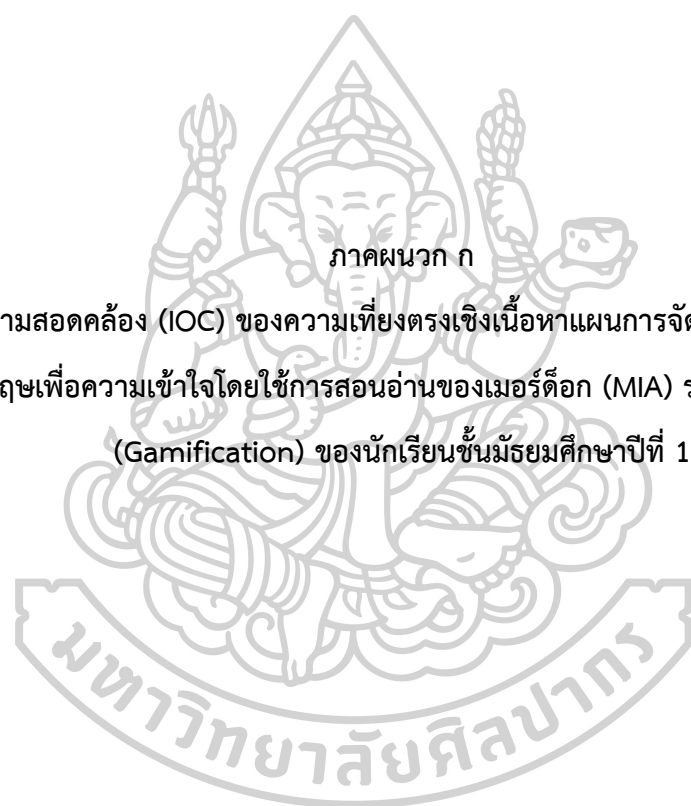 ภาคผนวก ก
ามสอดคล้อง (IOC) ของความเที่ยงตรงเชิงเนื้อหาแผนการจัด
ฤษเพื่อความเข้าใจโดยใช้การสอนอ่านของเมอร์ด็อก (MIA) ร
(Gamification) ของนักเรียนชั้นมัธยมศึกษาปีที่ 1
มหาวิทยาลัยศิลปากร